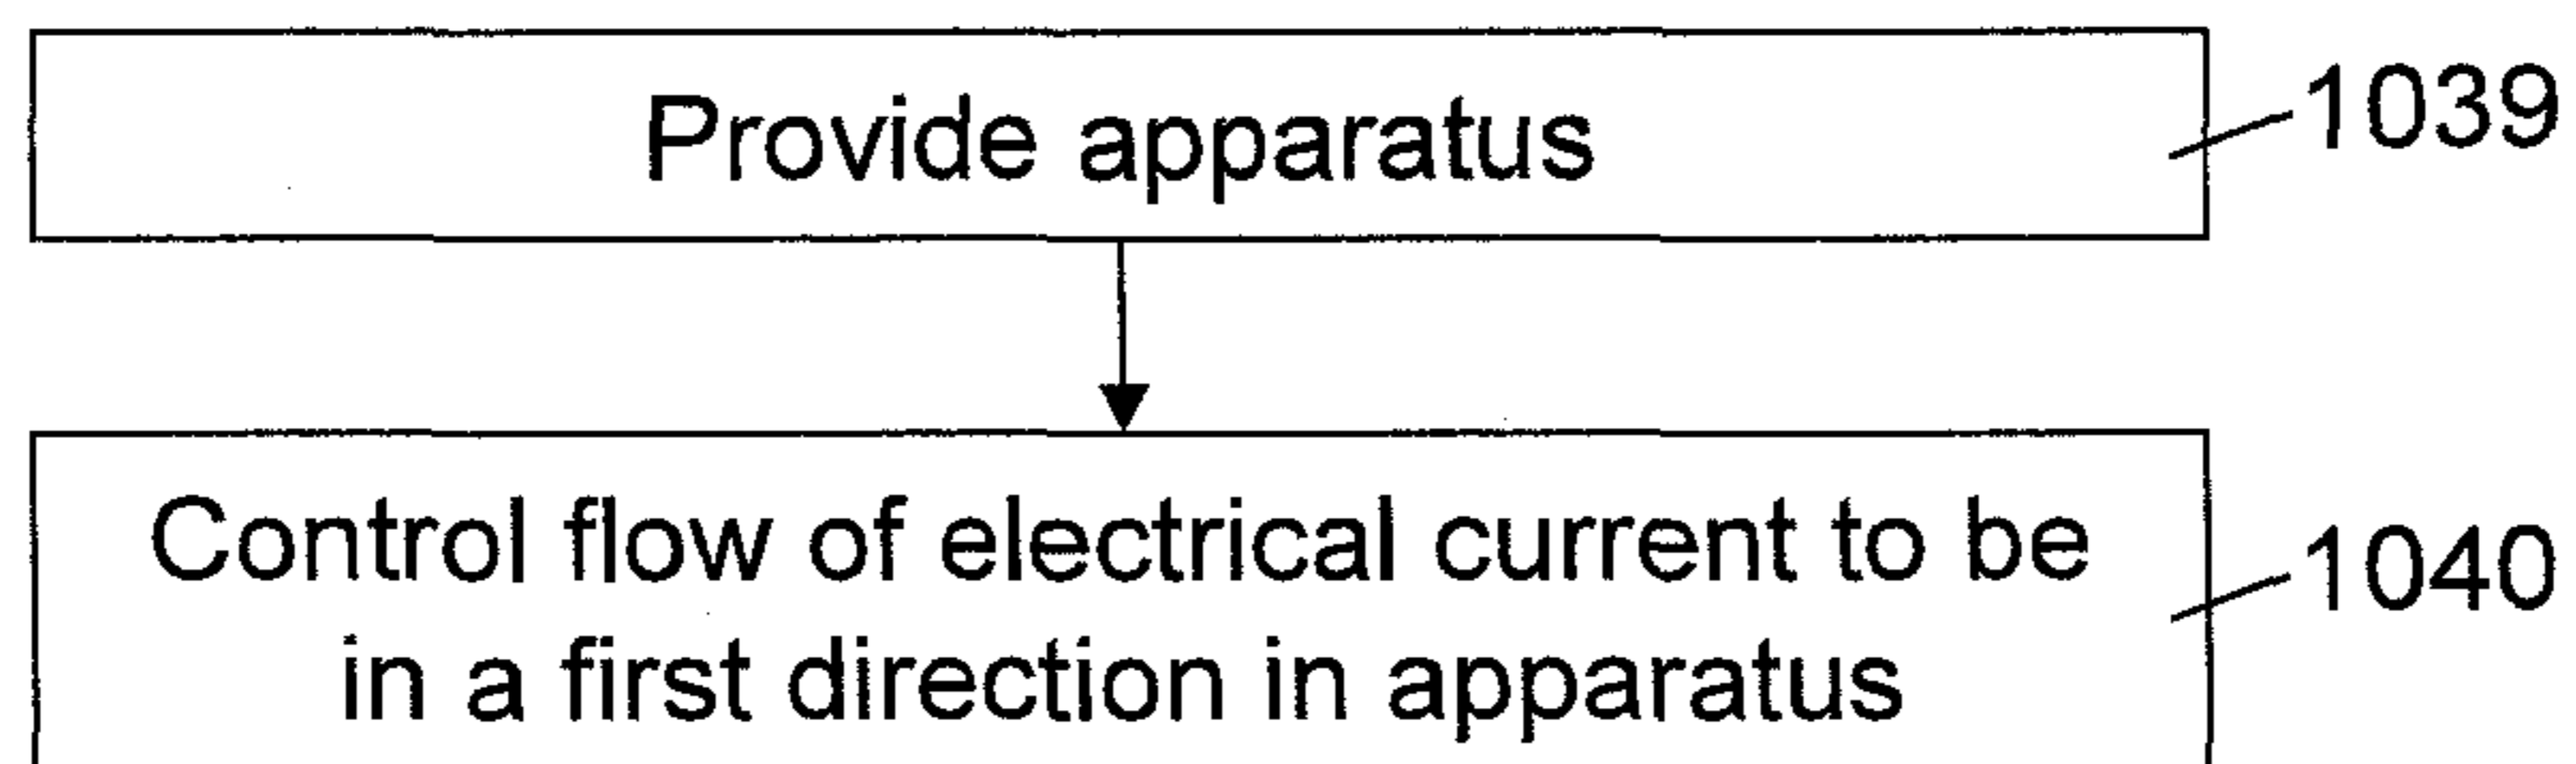 Provide apparatus
1039
Control flow of electrical current to be
in a first direction in apparatus
1040